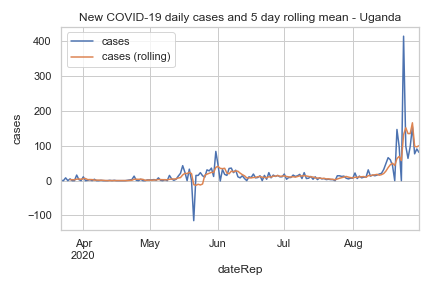 New COVID-19 daily cases and 5 day rolling mean - Uganda
cases
cases (rolling)
400
300
200
100
0
−100
cases
Apr
2020
May
Jun
Jul
Aug
dateRep